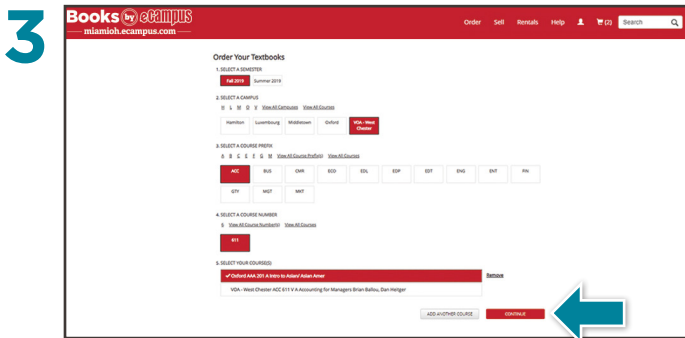 3
Books by eCampus
miamioh.ecampus.com
Order Sell Rentals Help (2) Search
Order Your Textbooks
1. SELECT A SEMESTER
Fall 2019 Summer 2019
2. SELECT A CAMPUS
H L M O V View All Campuses View All Courses
Hamilton Luxembourg Middletown Oxford VOA - West
Chester
3. SELECT A COURSE PREFIX
A B C E F G M View All Course Prefix(s) View All Courses
ACC BUS CMR ECO EDL EDP EDT ENG ENT FIN
GTY MGT MKT
4. SELECT A COURSE NUMBER
6 View All Course Number(s) View All Courses
611
5. SELECT YOUR COURSE(S)
✓ Oxford AAA 201 A Intro to Asian/ Asian Amer Remove
VOA - West Chester ACC 611 V A Accounting for Managers Brian Ballou, Dan Heitger
ADD ANOTHER COURSE CONTINUE